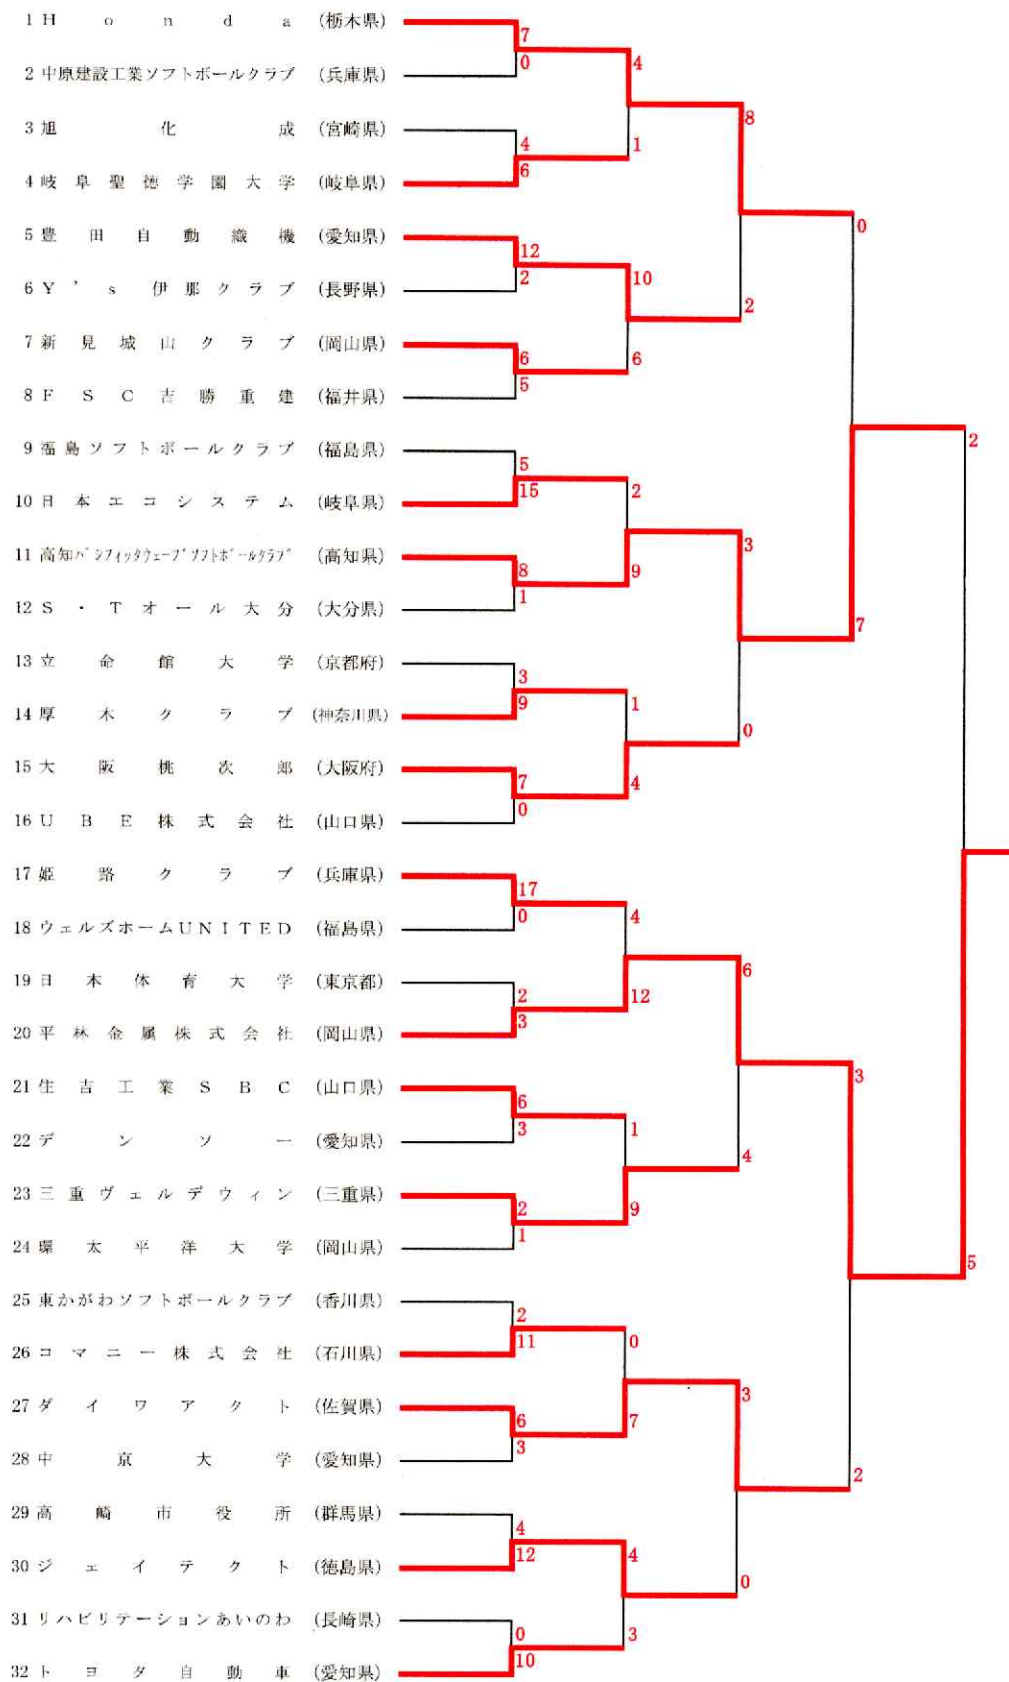 1 Honda (栃木県)
7
2 中原建設工業ソフトボールクラブ (兵庫県)
0
4
3 旭化成 (宮崎県)
4
1
8
4 岐阜聖徳学園大学 (岐阜県)
6
5 豊田自動織機 (愛知県)
12
0
6 Y's 伊那クラブ (長野県)
2
10
2
7 新見城山クラブ (岡山県)
6
6
8 FSC吉勝重建 (福井県)
5
9 福島ソフトボールクラブ (福島県)
5
2
10 日本エコシステム (岐阜県)
15
2
11 高知パシフィックウェーブソフトボールクラブ (高知県)
8
9
3
12 S・Tオール大分 (大分県)
1
7
13 立命館大学 (京都府)
3
14 厚木クラブ (神奈川県)
9
1
0
15 大阪桃次郎 (大阪府)
7
4
16 UBE株式会社 (山口県)
0
17 姫路クラブ (兵庫県)
17
18 ウェルズホームUNITED (福島県)
0
4
19 日本体育大学 (東京都)
2
12
6
20 平林金属株式会社 (岡山県)
3
21 住吉工業SBC (山口県)
6
3
22 デンソー (愛知県)
3
1
4
23 三重ヴェルデウィン (三重県)
2
9
24 環太平洋大学 (岡山県)
1
5
25 東かがわソフトボールクラブ (香川県)
2
26 コマニー株式会社 (石川県)
11
0
27 ダイワアクト (佐賀県)
6
7
3
28 中京大学 (愛知県)
3
2
29 高崎市役所 (群馬県)
4
30 ジェイテクト (徳島県)
12
4
0
31 リハビリテーションあいのわ (長崎県)
0
3
32 トヨタ自動車 (愛知県)
10